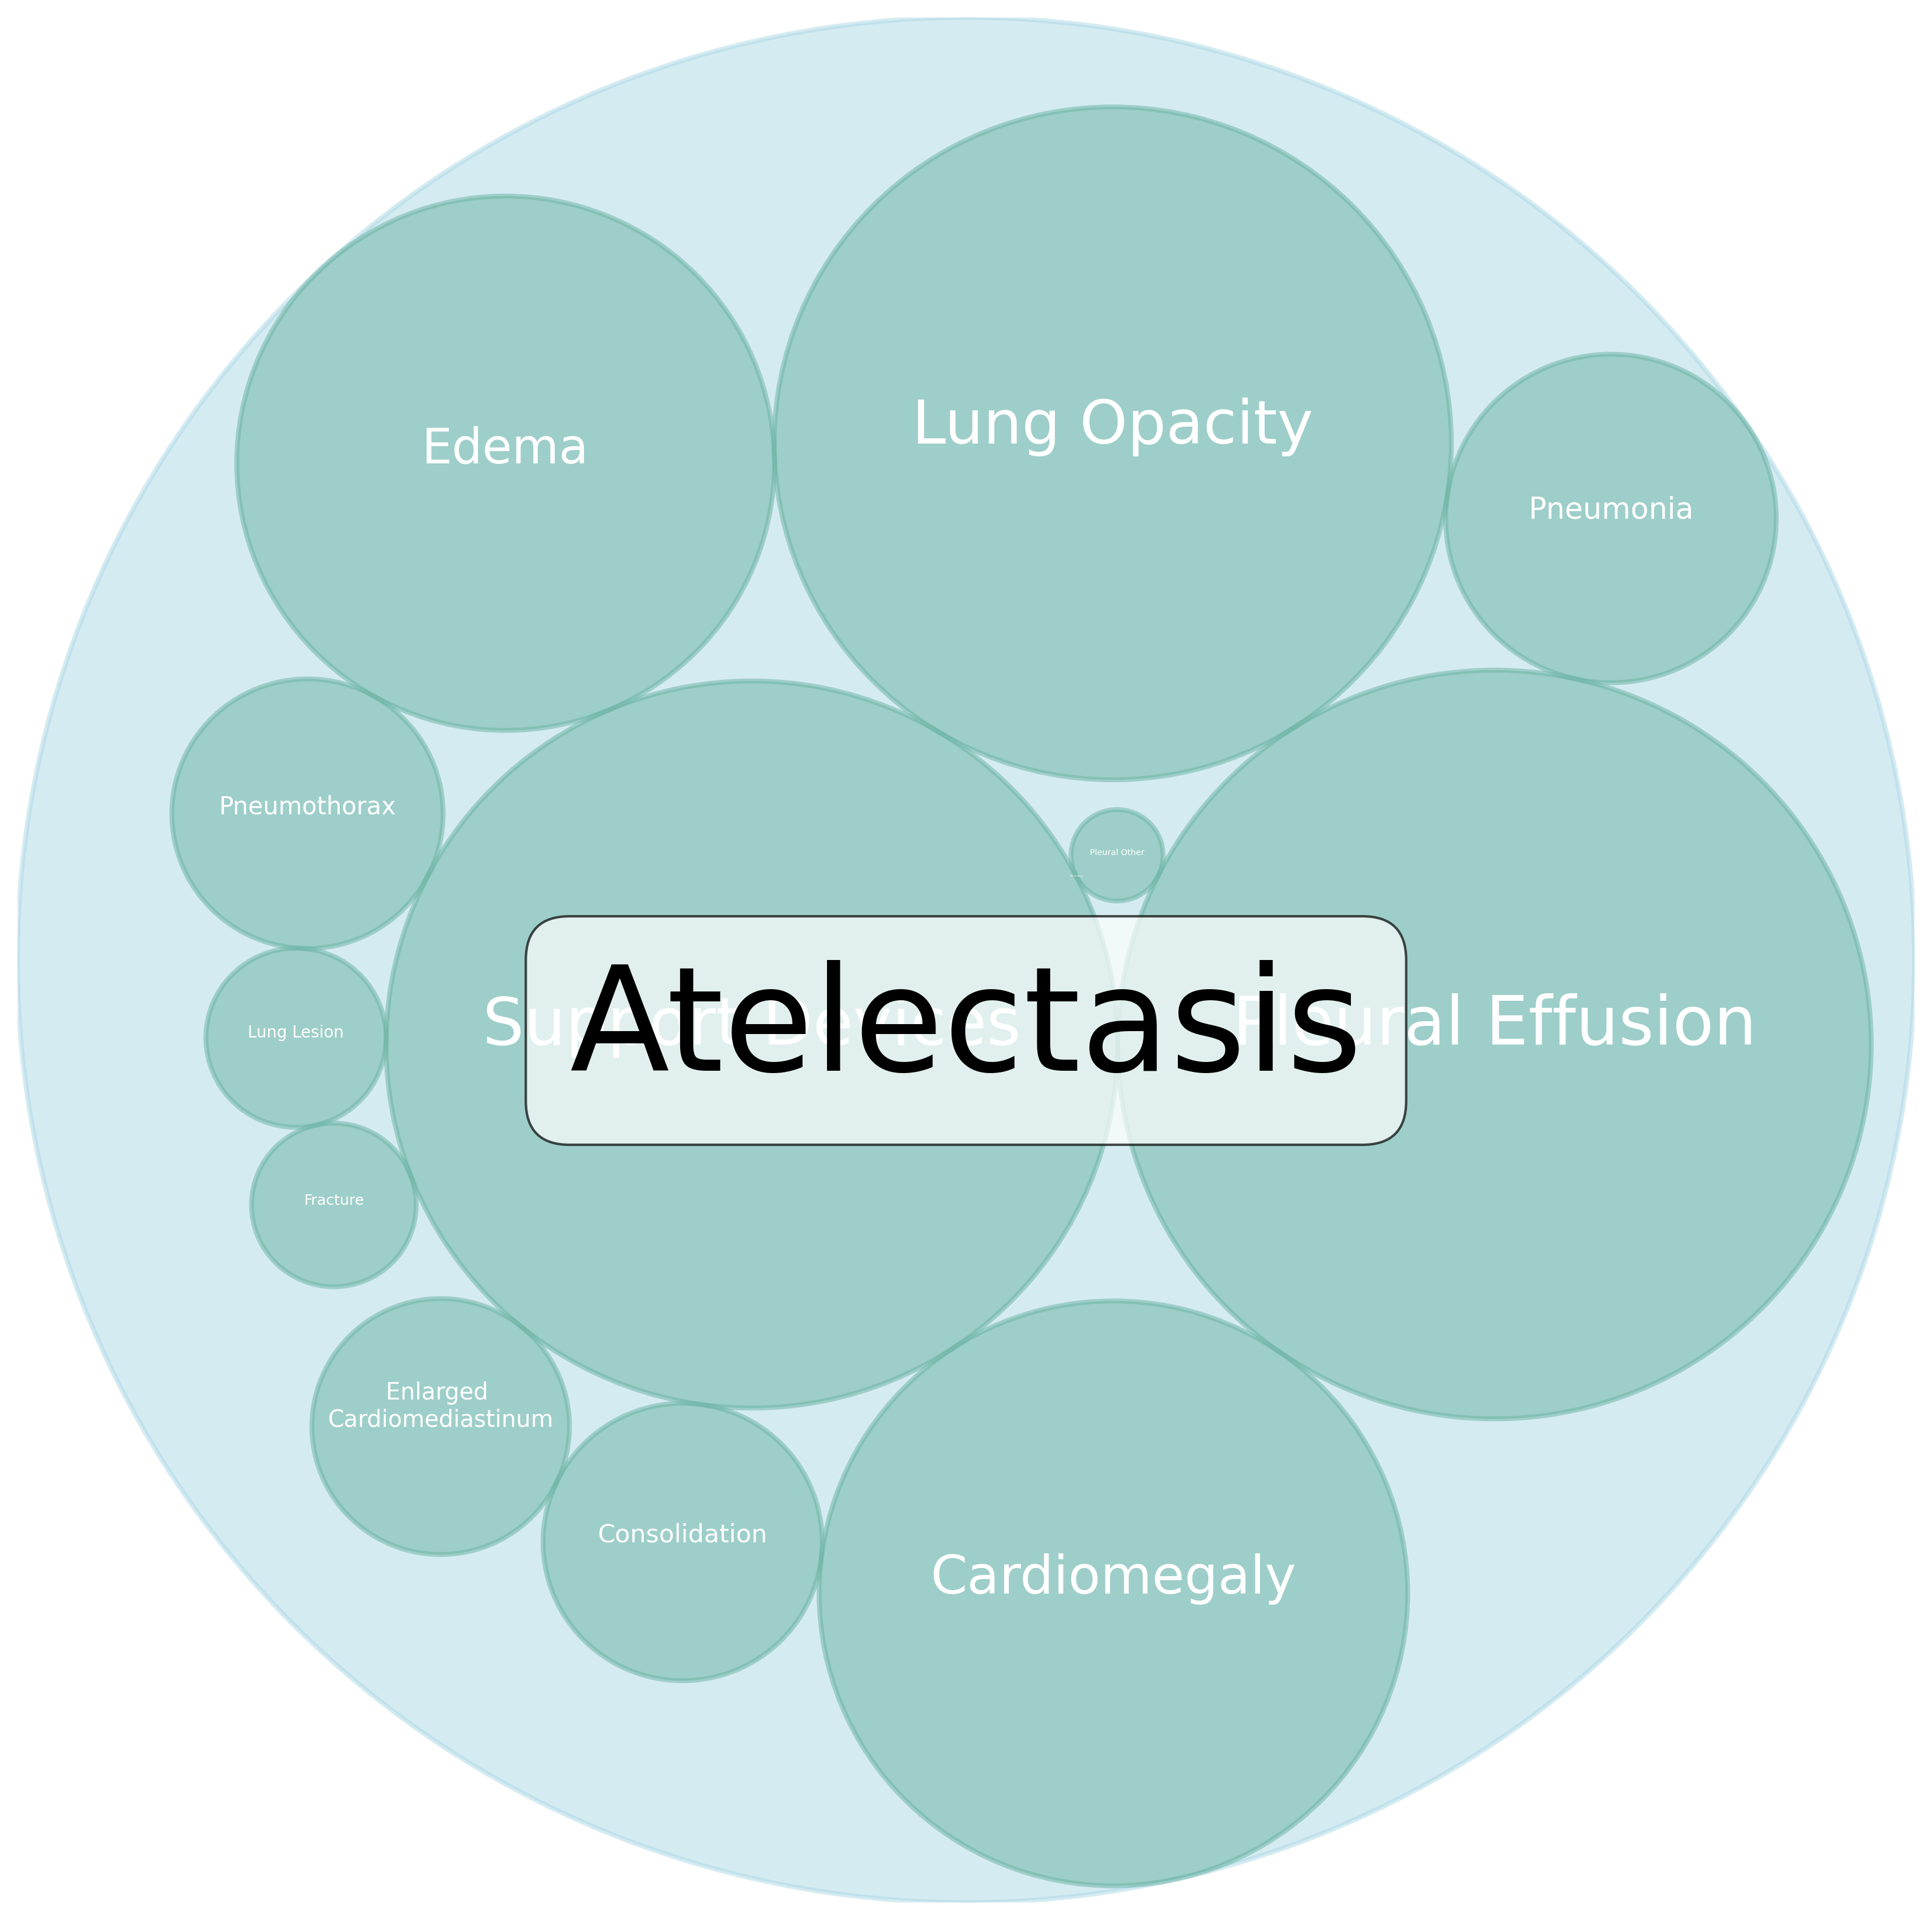 Lung Opacity
Edema
Pneumonia
Pneumothorax
Pleural Other
Support Devices
Atelectasis
Pleural Effusion
Lung Lesion
Fracture
Enlarged
Cardiomediastinum
Consolidation
Cardiomegaly